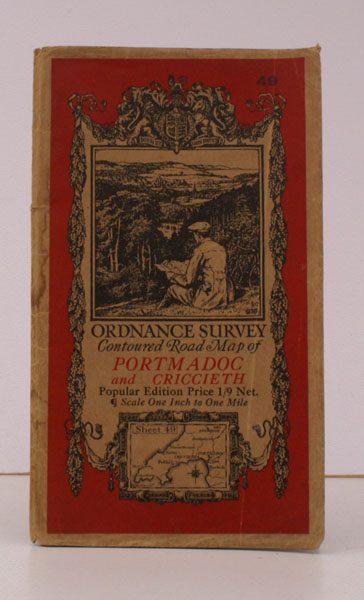 49
ORDNANCE SURVEY
Contoured Road Map of
PORTMADOC
and CRICCIETH
Popular Edition Price 1/9 Net.
¶ Scale One Inch to One Mile
Sheet 49